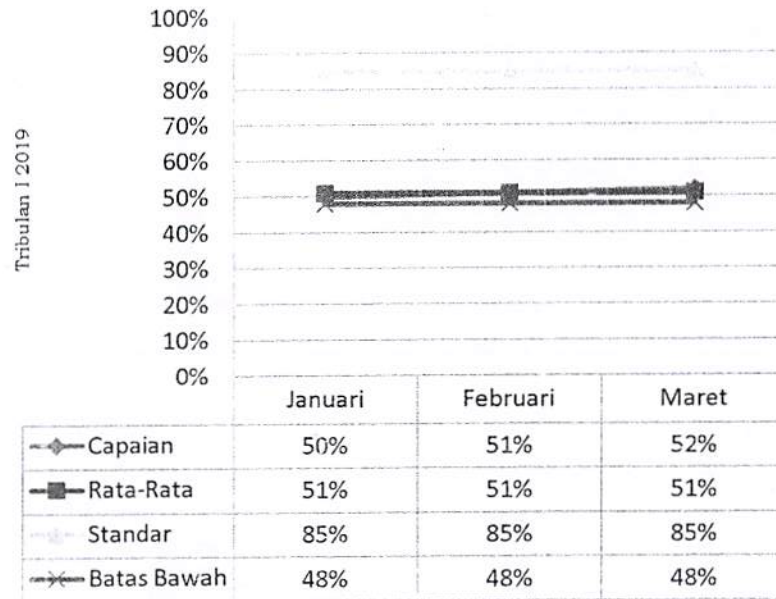 100%
90%
80%
70%
60%
50%
40%
30%
20%
10%
0%
Tribulan I 2019
Januari Februari Maret
Capaian 50% 51% 52%
Rata-Rata 51% 51% 51%
Standar 85% 85% 85%
Batas Bawah 48% 48% 48%